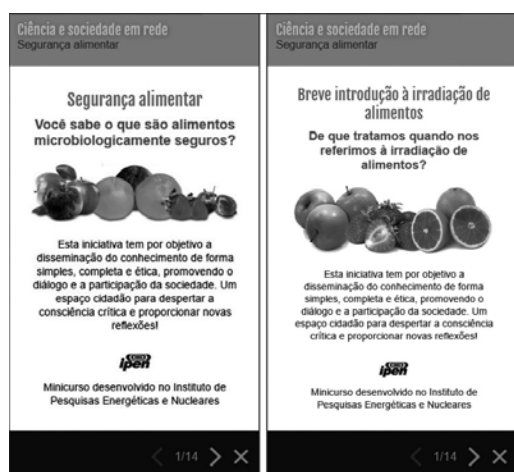 Ciência e sociedade em rede
Segurança alimentar
Segurança alimentar
Você sabe o que são alimentos
microbiologicamente seguros?
Esta iniciativa tem por objetivo a
disseminação do conhecimento de forma
simples, completa e ética, promovendo o
diálogo e a participação da sociedade. Um
espaço cidadão para despertar a
consciência crítica e proporcionar novas
reflexões!
ipen
Minicurso desenvolvido no Instituto de
Pesquisas Energéticas e Nucleares
1/14
Ciência e sociedade em rede
Segurança alimentar
Breve introdução à irradiação de
alimentos
De que tratamos quando nos
referimos à irradiação de
alimentos?
Esta iniciativa tem por objetivo a
disseminação do conhecimento de forma
simples, completa e ética, promovendo o
diálogo e a participação da sociedade. Um
espaço cidadão para despertar a consciência
crítica e proporcionar novas reflexões!
ipen
Minicurso desenvolvido no Instituto de
Pesquisas Energéticas e Nucleares
1/14